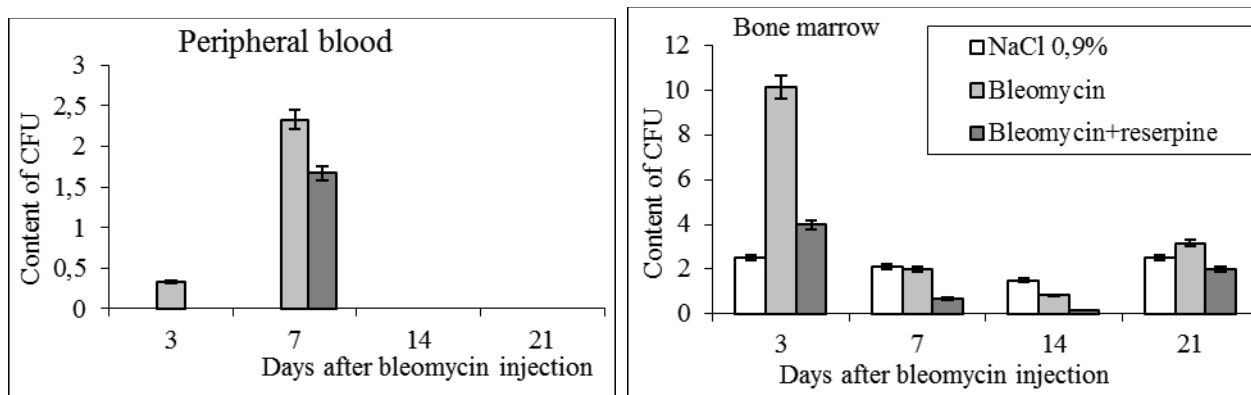 Peripheral blood
Content of CFU
3
2,5
2
1,5
1
0,5
0
3 7 14 21
Days after bleomycin injection
Bone marrow
Content of CFU
12
10
8
6
4
2
0
NaCl 0,9%
Bleomycin
Bleomycin+reserpine
3 7 14 21
Days after bleomycin injection